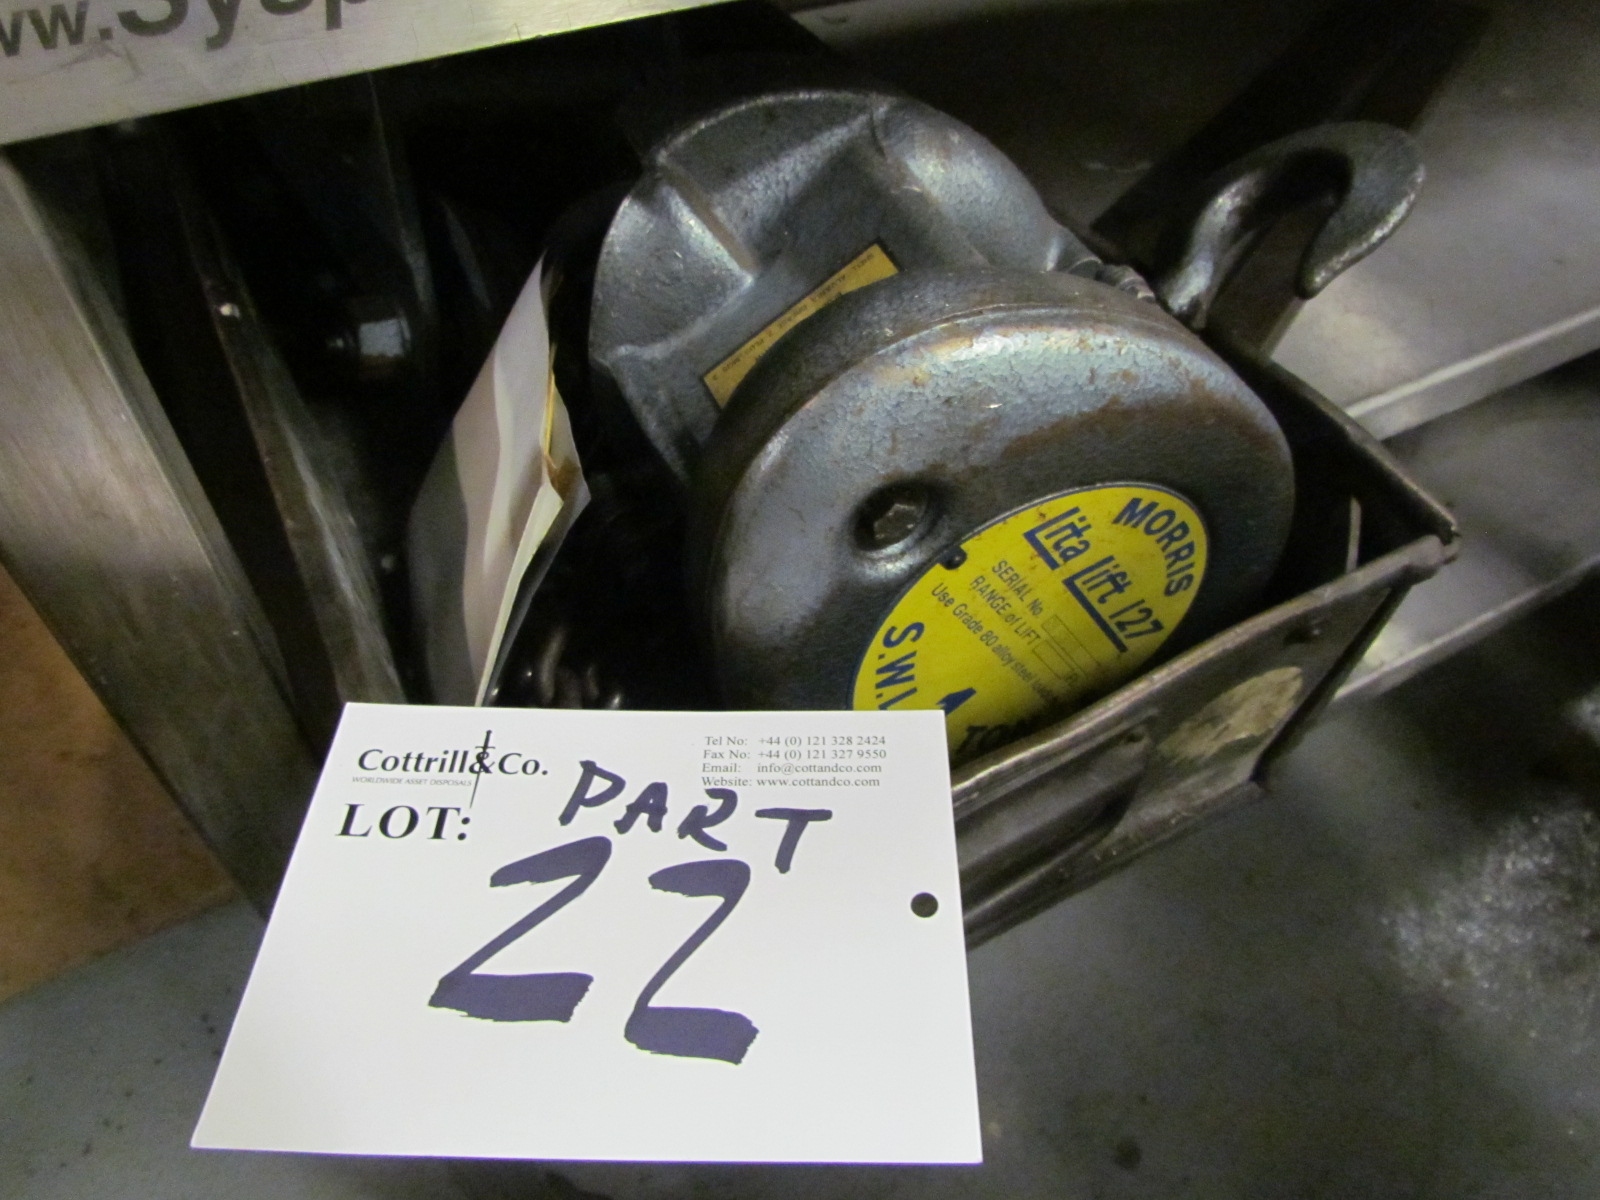 Cottrill&Co.
WORLDWIDE ASSET DISPOSALS
Tel No: +44 (0) 121 328 2424
Fax No: +44 (0) 121 327 9550
Email: info@cottandco.com
Website: www.cottandco.com
LOT:
PART
22
MORRIS
Lita Lift 127
SERIAL No
RANGE of LIFT
Use Grade 80 alloy steel
S.W.L